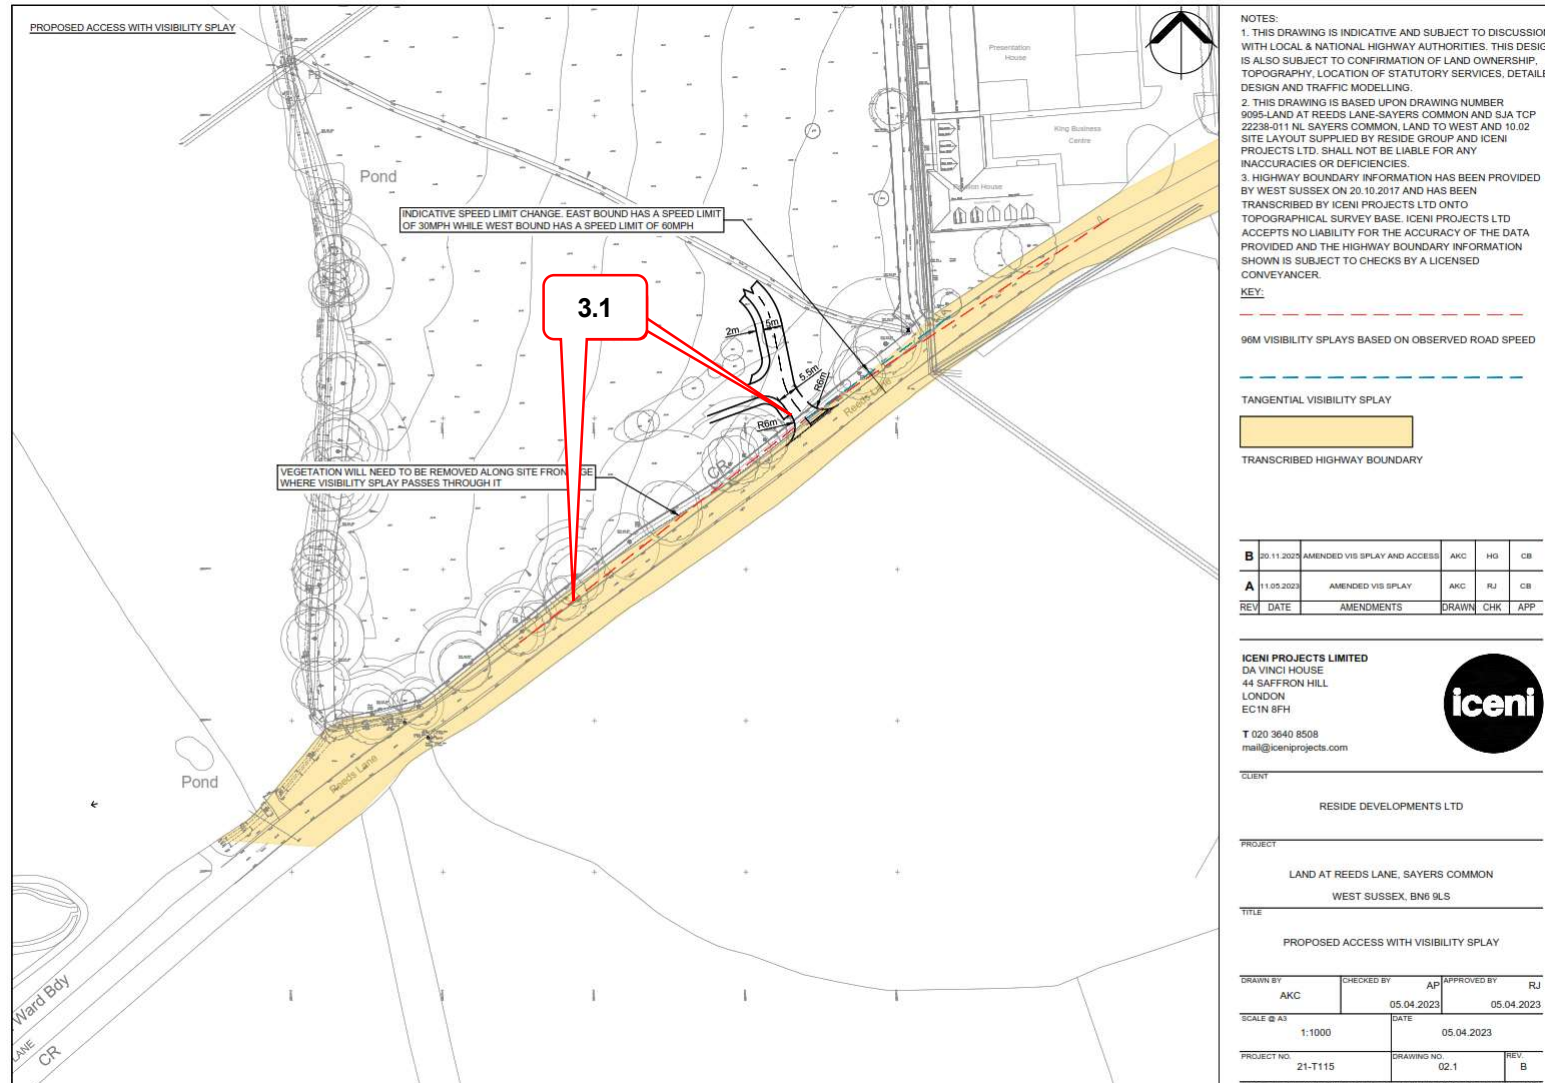 PROPOSED ACCESS WITH VISIBILITY SPLAY
Pond
Presentation
House
King Business
Centre
INDICATIVE SPEED LIMIT CHANGE. EAST BOUND HAS A SPEED LIMIT
OF 30MPH WHILE WEST BOUND HAS A SPEED LIMIT OF 60MPH
3.1
2m
5m
5.5m
R6m
R6m
Reeds Lane
CR
VEGETATION WILL NEED TO BE REMOVED ALONG SITE FRON GE
WHERE VISIBILITY SPLAY PASSES THROUGH IT
Reeds Lane
Pond
Ward Bdy
LANE
CR
NOTES:
1. THIS DRAWING IS INDICATIVE AND SUBJECT TO DISCUSSION
WITH LOCAL & NATIONAL HIGHWAY AUTHORITIES. THIS DESIG
IS ALSO SUBJECT TO CONFIRMATION OF LAND OWNERSHIP,
TOPOGRAPHY, LOCATION OF STATUTORY SERVICES, DETAILE
DESIGN AND TRAFFIC MODELLING.
2. THIS DRAWING IS BASED UPON DRAWING NUMBER
9095-LAND AT REEDS LANE-SAYERS COMMON AND SJA TCP
22238-011 NL SAYERS COMMON, LAND TO WEST AND 10.02
SITE LAYOUT SUPPLIED BY RESIDE GROUP AND ICENI
PROJECTS LTD. SHALL NOT BE LIABLE FOR ANY
INACCURACIES OR DEFICIENCIES.
3. HIGHWAY BOUNDARY INFORMATION HAS BEEN PROVIDED
BY WEST SUSSEX ON 20.10.2017 AND HAS BEEN
TRANSCRIBED BY ICENI PROJECTS LTD ONTO
TOPOGRAPHICAL SURVEY BASE. ICENI PROJECTS LTD
ACCEPTS NO LIABILITY FOR THE ACCURACY OF THE DATA
PROVIDED AND THE HIGHWAY BOUNDARY INFORMATION
SHOWN IS SUBJECT TO CHECKS BY A LICENSED
CONVEYANCER.
KEY:
96M VISIBILITY SPLAYS BASED ON OBSERVED ROAD SPEED
TANGENTIAL VISIBILITY SPLAY
TRANSCRIBED HIGHWAY BOUNDARY
B 20.11.2025 AMENDED VIS SPLAY AND ACCESS AKC HG CB
A 11.05.2023 AMENDED VIS SPLAY AKC RJ CB
REV DATE AMENDMENTS DRAWN CHK APP
ICENI PROJECTS LIMITED
DA VINCI HOUSE
44 SAFFRON HILL
LONDON
EC1N 8FH
T 020 3640 8508
mail@iceniprojects.com
iceni
CLIENT
RESIDE DEVELOPMENTS LTD
PROJECT
LAND AT REEDS LANE, SAYERS COMMON
WEST SUSSEX, BN6 9LS
TITLE
PROPOSED ACCESS WITH VISIBILITY SPLAY
DRAWN BY CHECKED BY AP APPROVED BY RJ
AKC 05.04.2023 05.04.2023
SCALE @ A3 DATE
1:1000 05.04.2023
PROJECT NO. DRAWING NO. REV.
21-T115 02.1 B